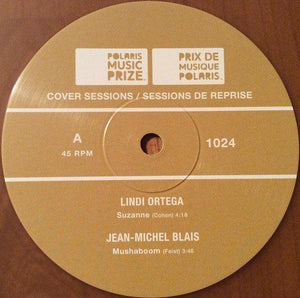 POLARIS
MUSIC
PRIZE.
PRIX DE
MUSIQUE
POLARIS.
COVER SESSIONS / SESSIONS DE REPRISE
A
45 RPM
1024
LINDI ORTEGA
Suzanne (Cohen) 4:18
JEAN-MICHEL BLAIS
Mushaboom (Feist) 3:46